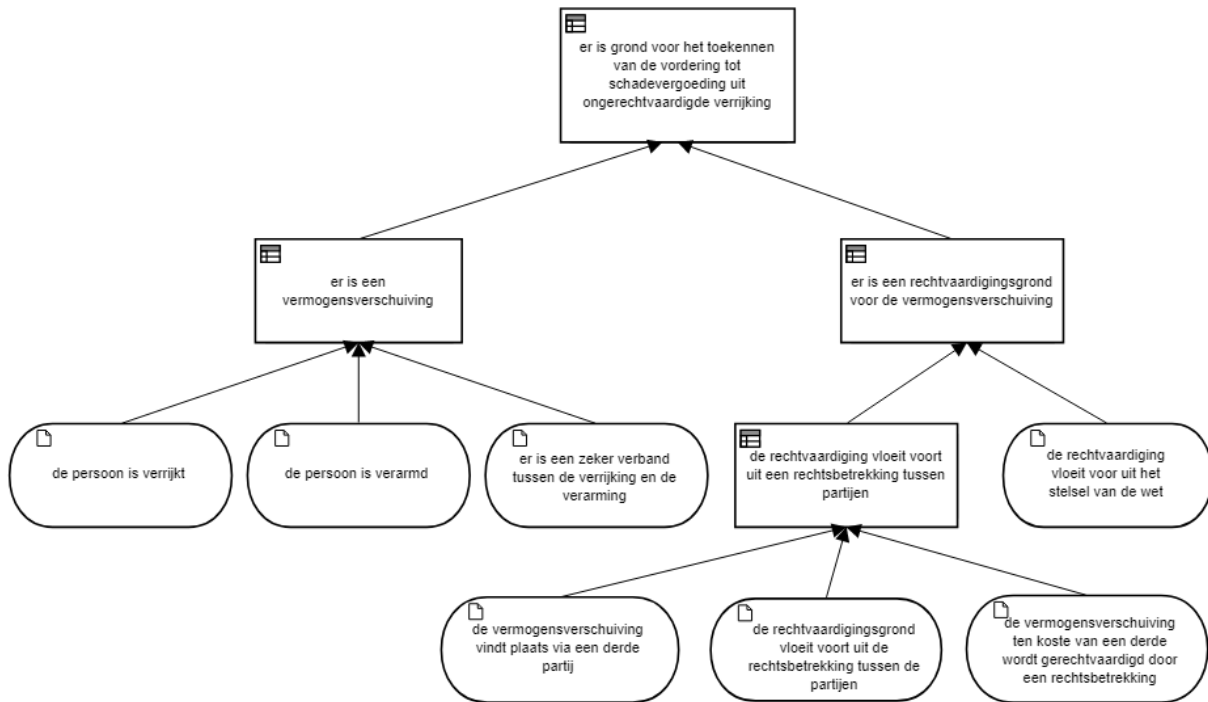 er is grond voor het toekennen
van de vordering tot
schadevergoeding uit
ongerechtvaardigde verrijking
er is een
vermogensverschuiving
er is een rechtvaardigingsgrond
voor de vermogensverschuiving
de persoon is verrijkt
de persoon is verarmd
er is een zeker verband
tussen de verrijking en de
verarming
de rechtvaardiging vloeit voort
uit een rechtsbetrekking tussen
partijen
de rechtvaardiging
vloeit voor uit het
stelsel van de wet
de vermogensverschuiving
vindt plaats via een derde
partij
de rechtvaardigingsgrond
vloeit voort uit de
rechtsbetrekking tussen de
partijen
de vermogensverschuiving
ten koste van een derde
wordt gerechtvaardigd door
een rechtsbetrekking